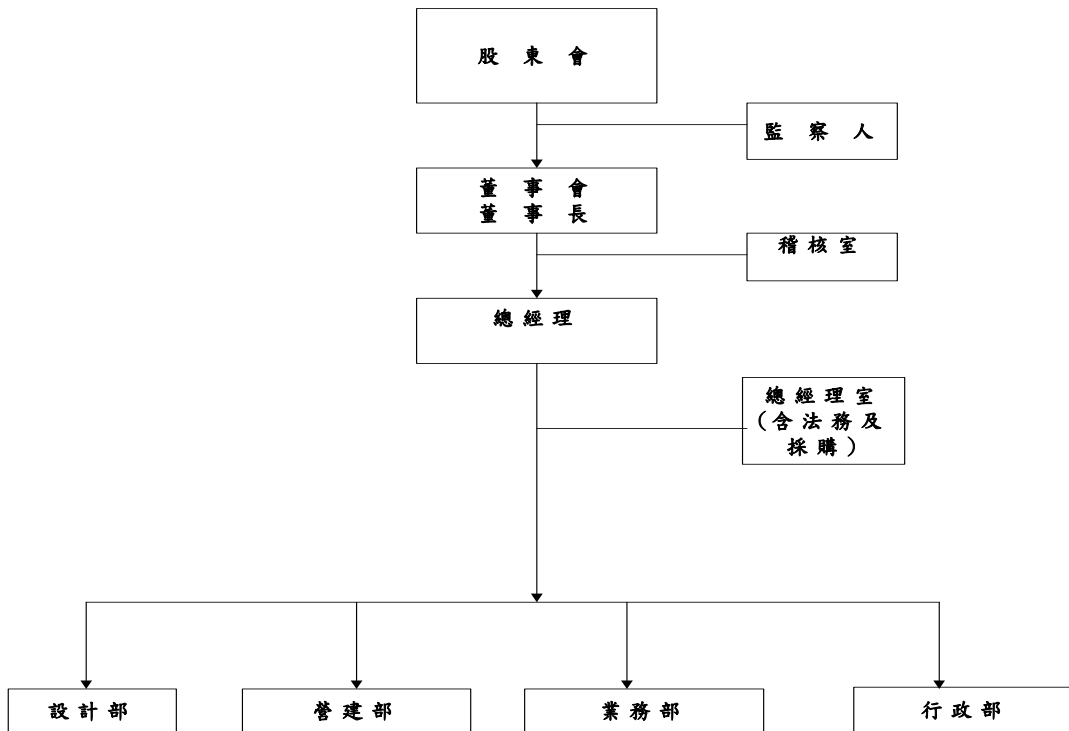 股東會
監察人
董事會
董事長
稽核室
總經理
總經理室
(含法務及
採購)
設計部
營建部
業務部
行政部